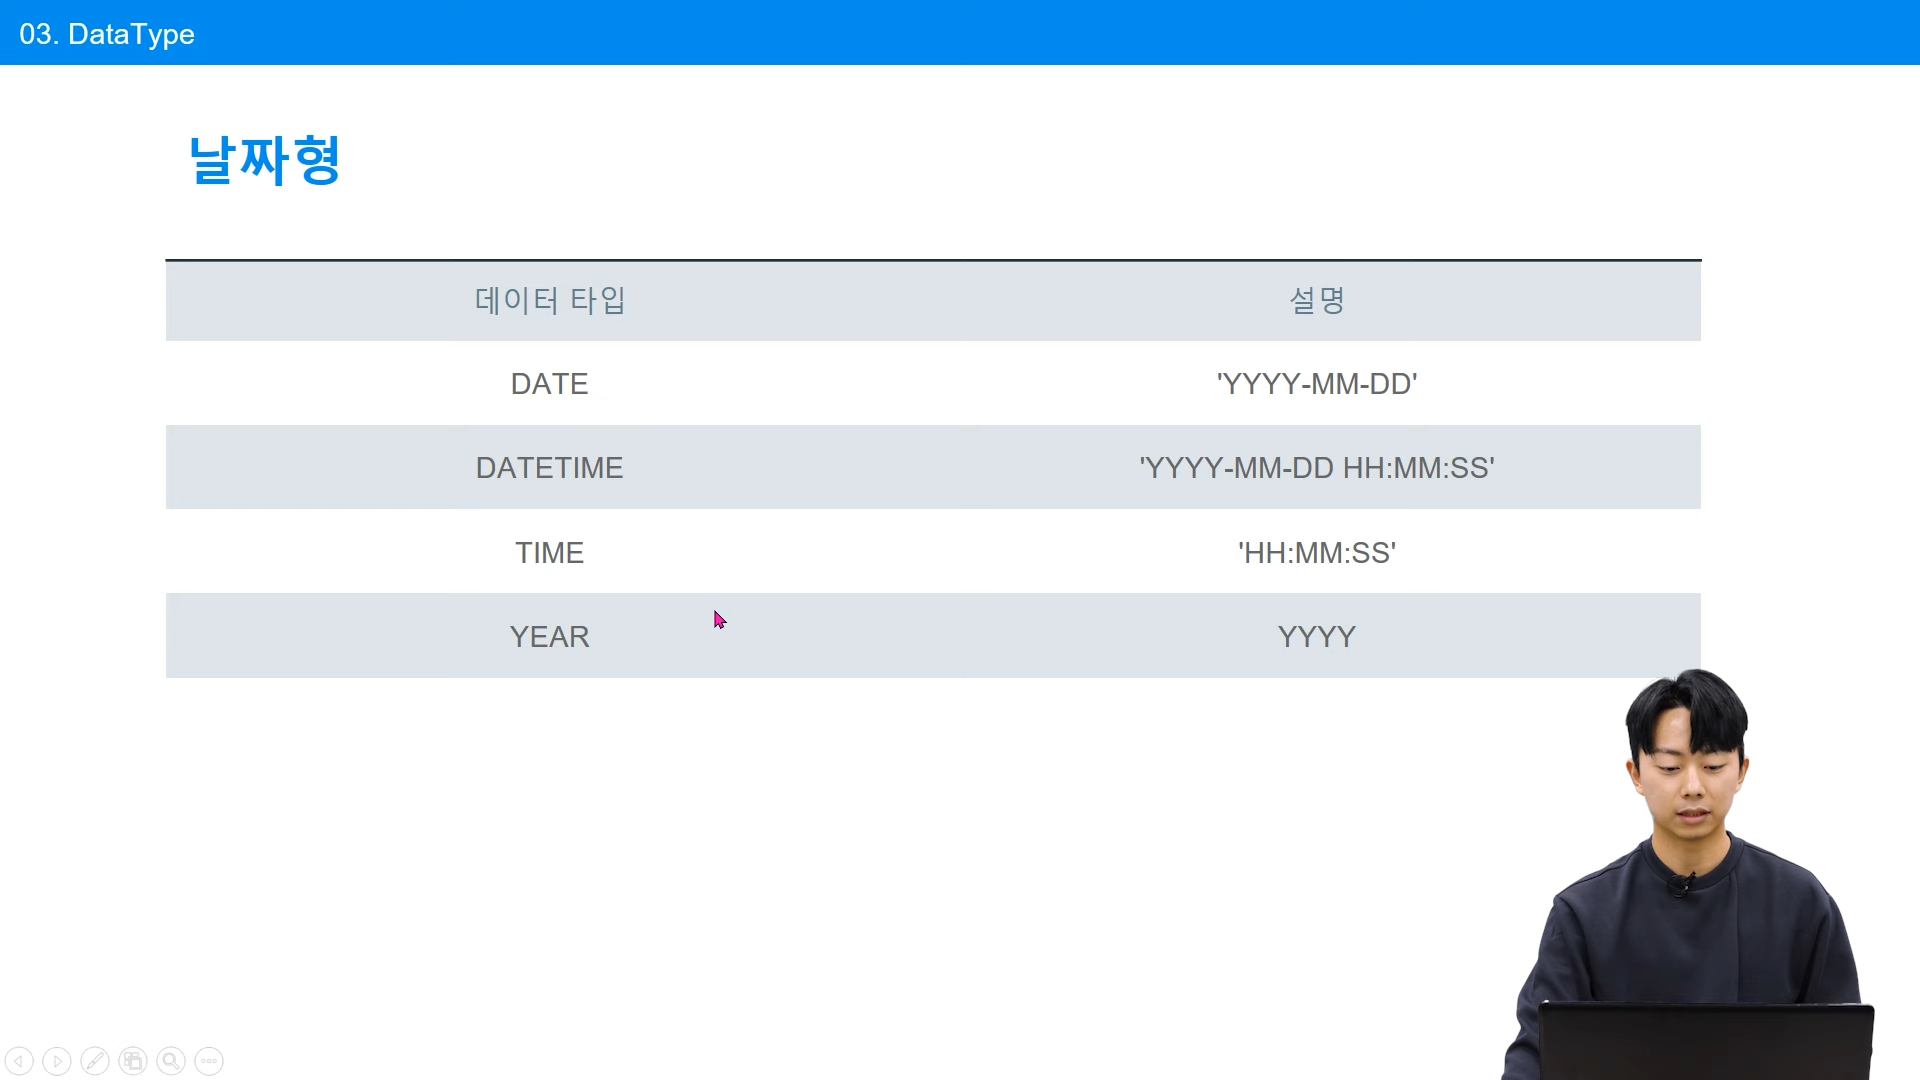 03. DataType
날짜형
데이터 타입 설명
DATE 'YYYY-MM-DD'
DATETIME 'YYYY-MM-DD HH:MM:SS'
TIME 'HH:MM:SS'
YEAR YYYY